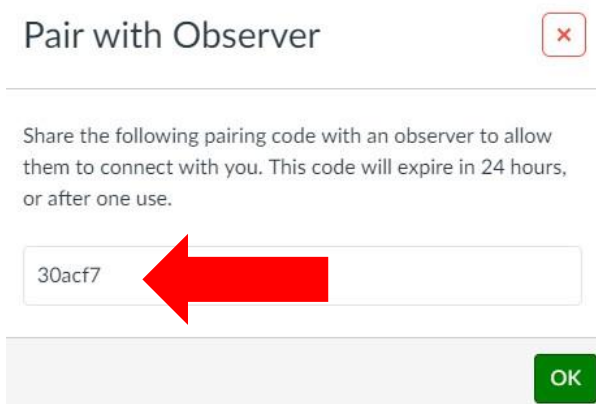 Pair with Observer
×
Share the following pairing code with an observer to allow
them to connect with you. This code will expire in 24 hours,
or after one use.
30acf7
OK